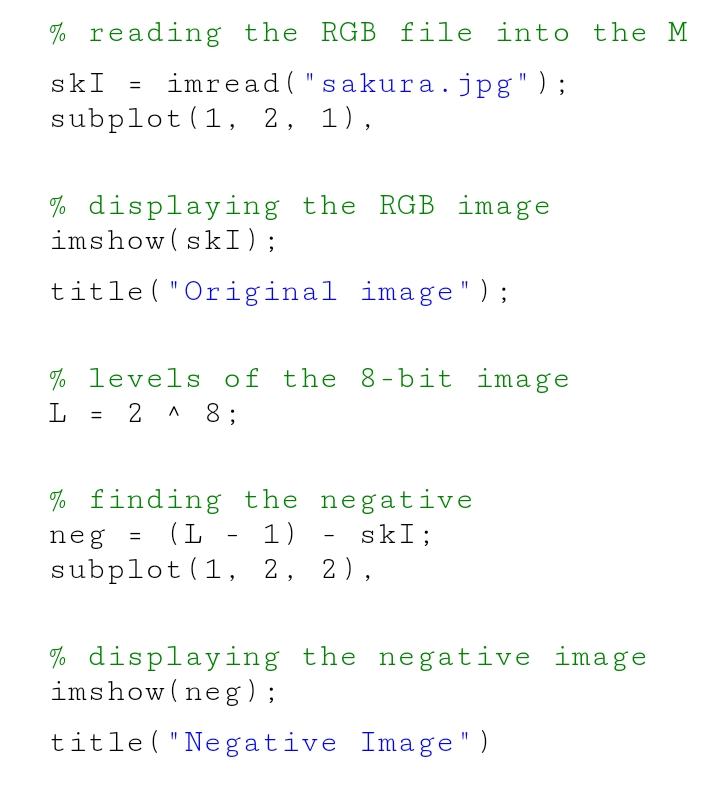 % reading the RGB file into the M
skI = imread("sakura.jpg");
subplot(1, 2, 1),
% displaying the RGB image
imshow(skI);
title("Original image");
% levels of the 8-bit image
L = 2 ^ 8;
% finding the negative
neg = (L - 1) - skI;
subplot(1, 2, 2),
% displaying the negative image
imshow(neg);
title("Negative Image")